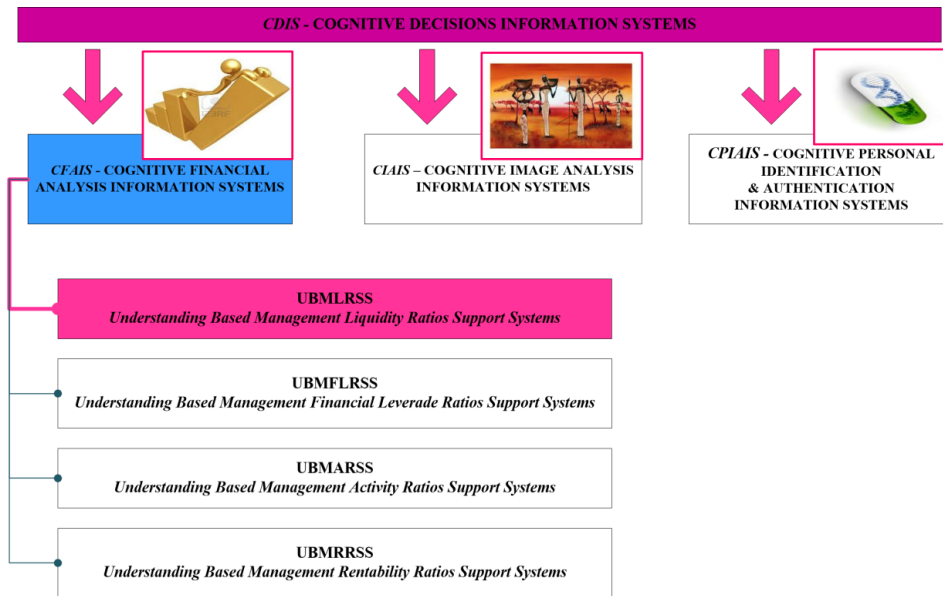 CDIS - COGNITIVE DECISIONS INFORMATION SYSTEMS
CFAIS - COGNITIVE FINANCIAL
ANALYSIS INFORMATION SYSTEMS
CIAIS – COGNITIVE IMAGE ANALYSIS
INFORMATION SYSTEMS
CPIAIS - COGNITIVE PERSONAL
IDENTIFICATION
& AUTHENTICATION
INFORMATION SYSTEMS
UBMLRSS
Understanding Based Management Liquidity Ratios Support Systems
UBMFLRSS
Understanding Based Management Financial Leverade Ratios Support Systems
UBMARSS
Understanding Based Management Activity Ratios Support Systems
UBMRRSS
Understanding Based Management Rentability Ratios Support Systems